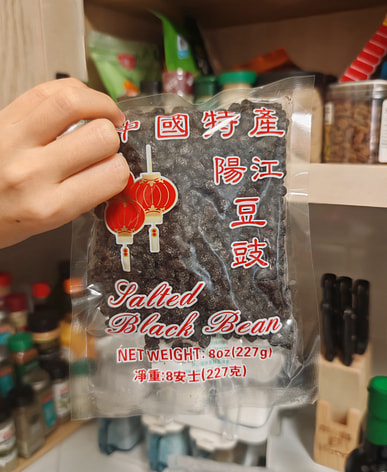 中國特產
陽江
豆
豉
Salted
Black Bean
NET WEIGHT: 8oz(227g)
淨重:8安士(227克)